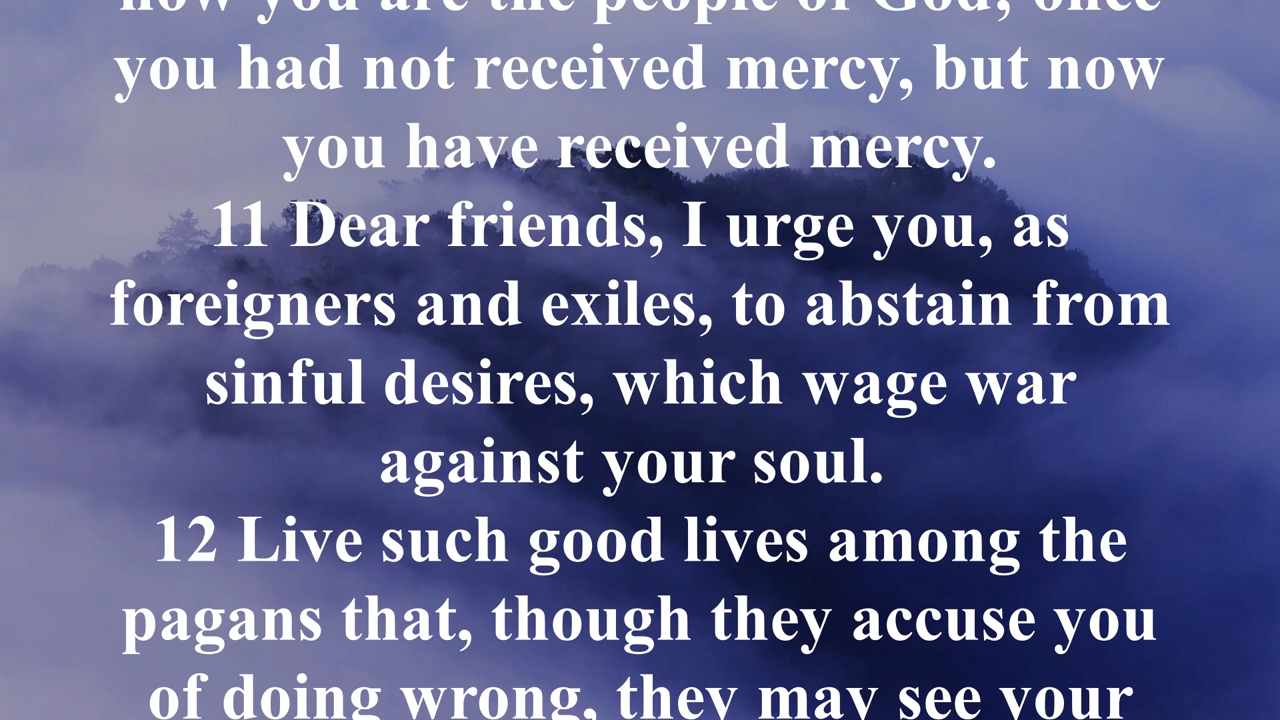 now you are the people of God; once
you had not received mercy, but now
you have received mercy.
11 Dear friends, I urge you, as
foreigners and exiles, to abstain from
sinful desires, which wage war
against your soul.
12 Live such good lives among the
pagans that, though they accuse you
of doing wrong, they may see your